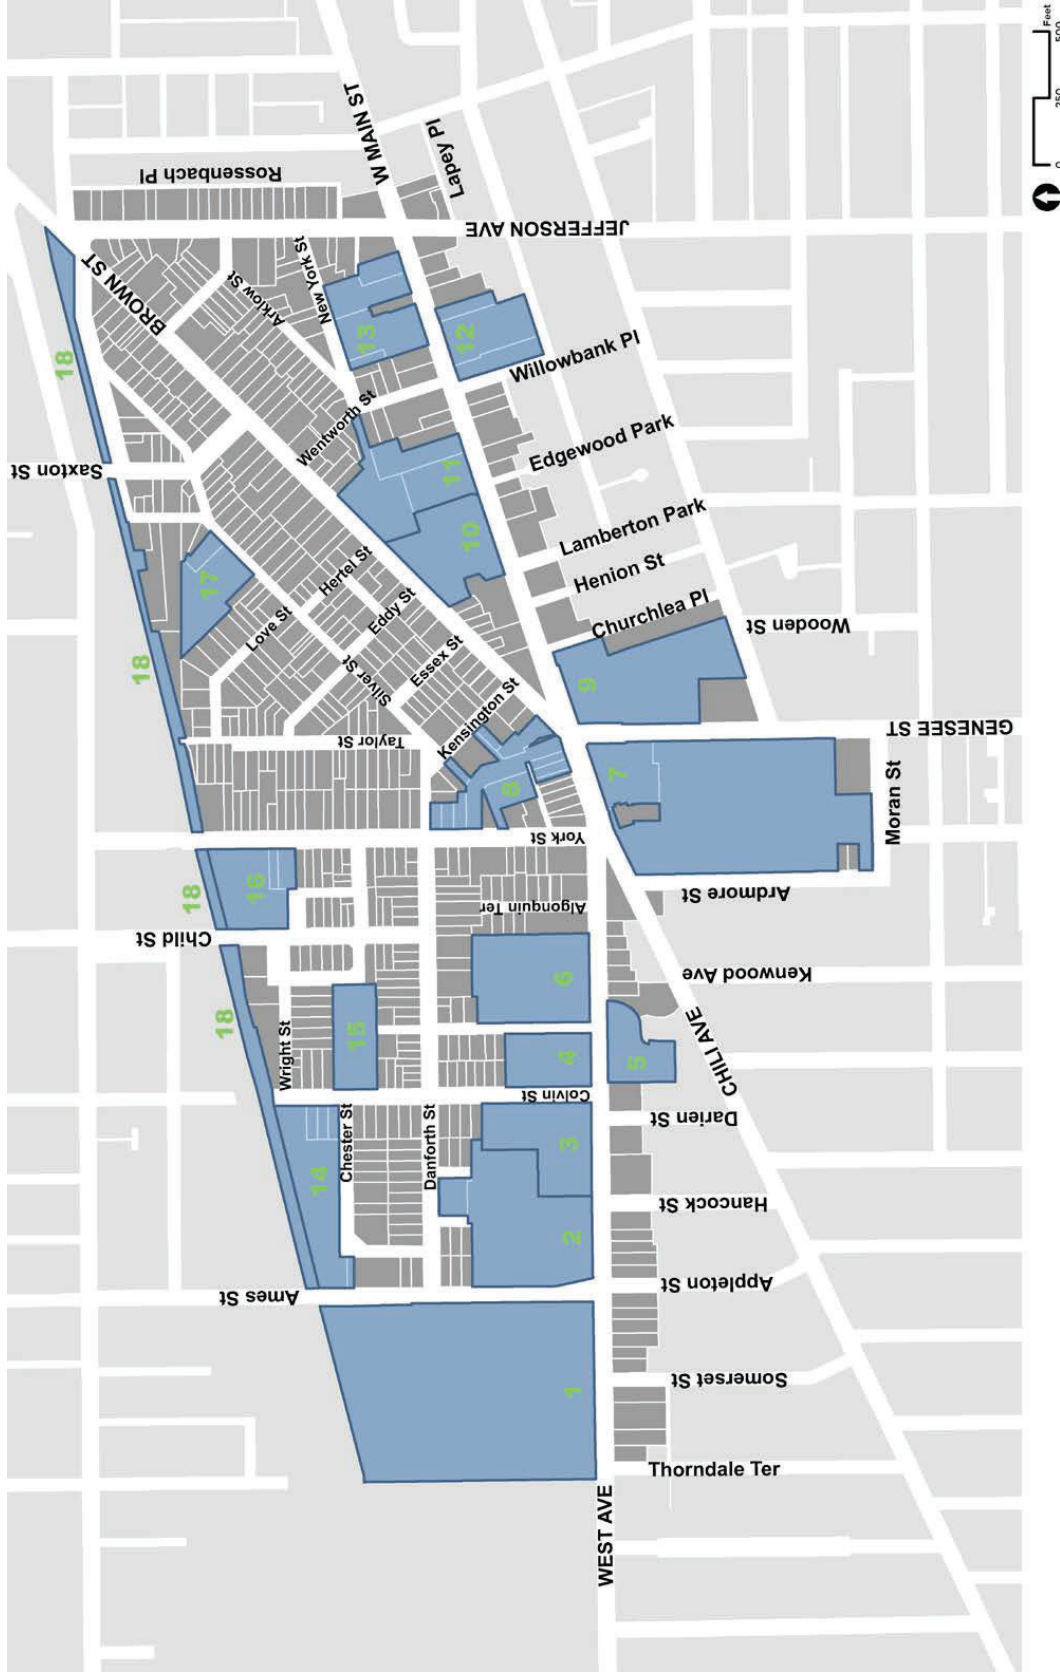 Rossenbach Pl
W MAIN ST
Lapey Pl
JEFFERSON AVE
BROWN ST
New York St
Arklow St
18
13
12
Willowbank Pl
Wentworth St
Saxton St
11
Edgewood Park
10
Lamberton Park
Henion St
Churchlea Pl
Wooden St
17
Hertel St
Love St
Eddy St
Essex St
Silver St
Kensington St
18
9
GENESEE ST
Taylor St
7
8
Moran St
York St
Ardmore St
18
16
Algonquin Ter
Child St
Kenwood Ave
6
18
15
Wright St
4
5
CHILI AVE
Colvin St
Darien St
Chester St
Danforth St
3
14
Hancock St
2
Appleton St
Ames St
Somerset St
1
Thorndale Ter
WEST AVE
0 250 500
Feet